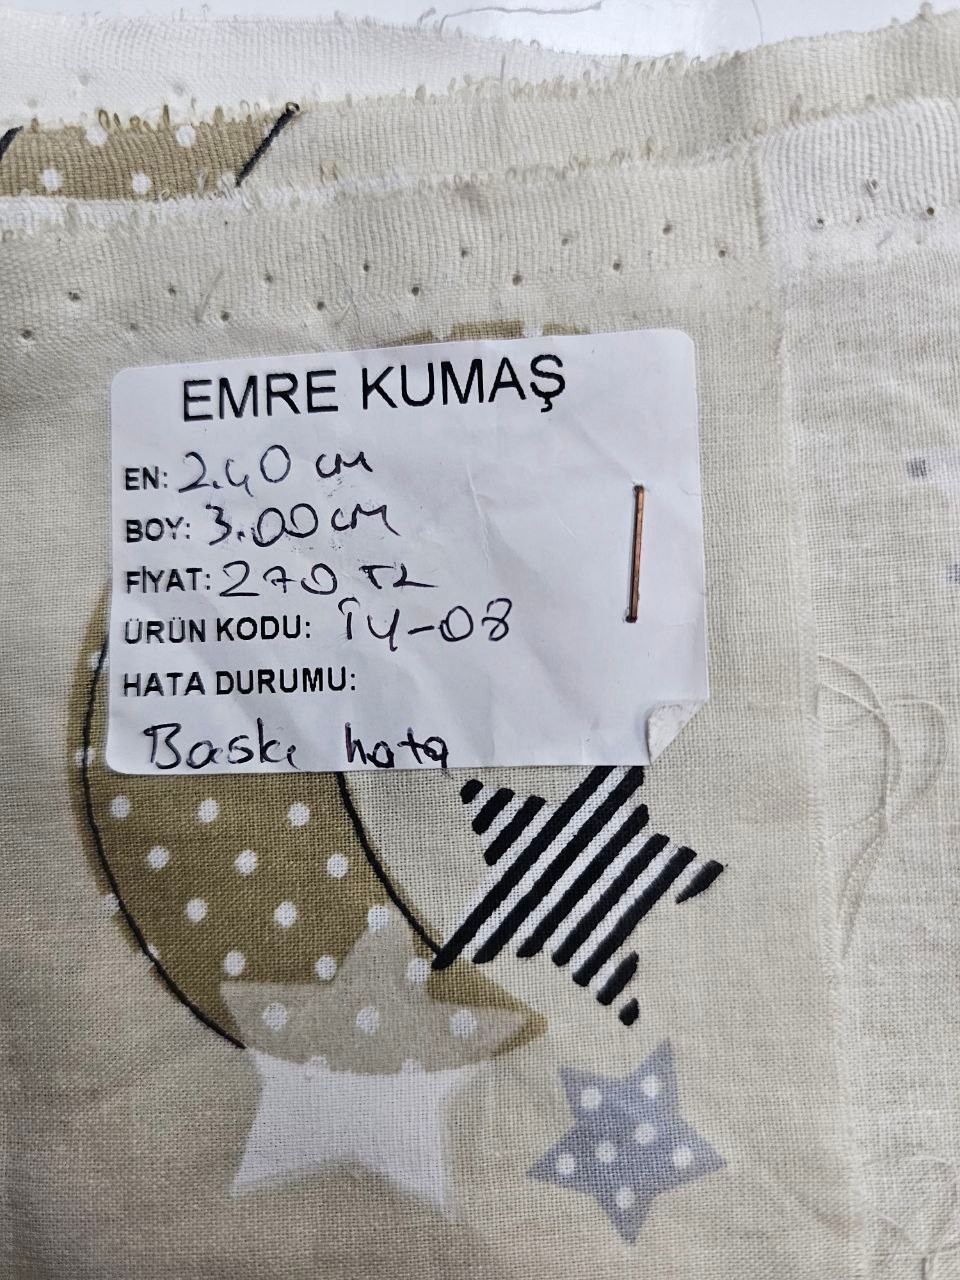 EMRE KUMAŞ
EN: 2.40 cm
BOY: 3.00 cm
FİYAT: 270 TL
ÜRÜN KODU: İY-08
HATA DURUMU:
Baskı hata